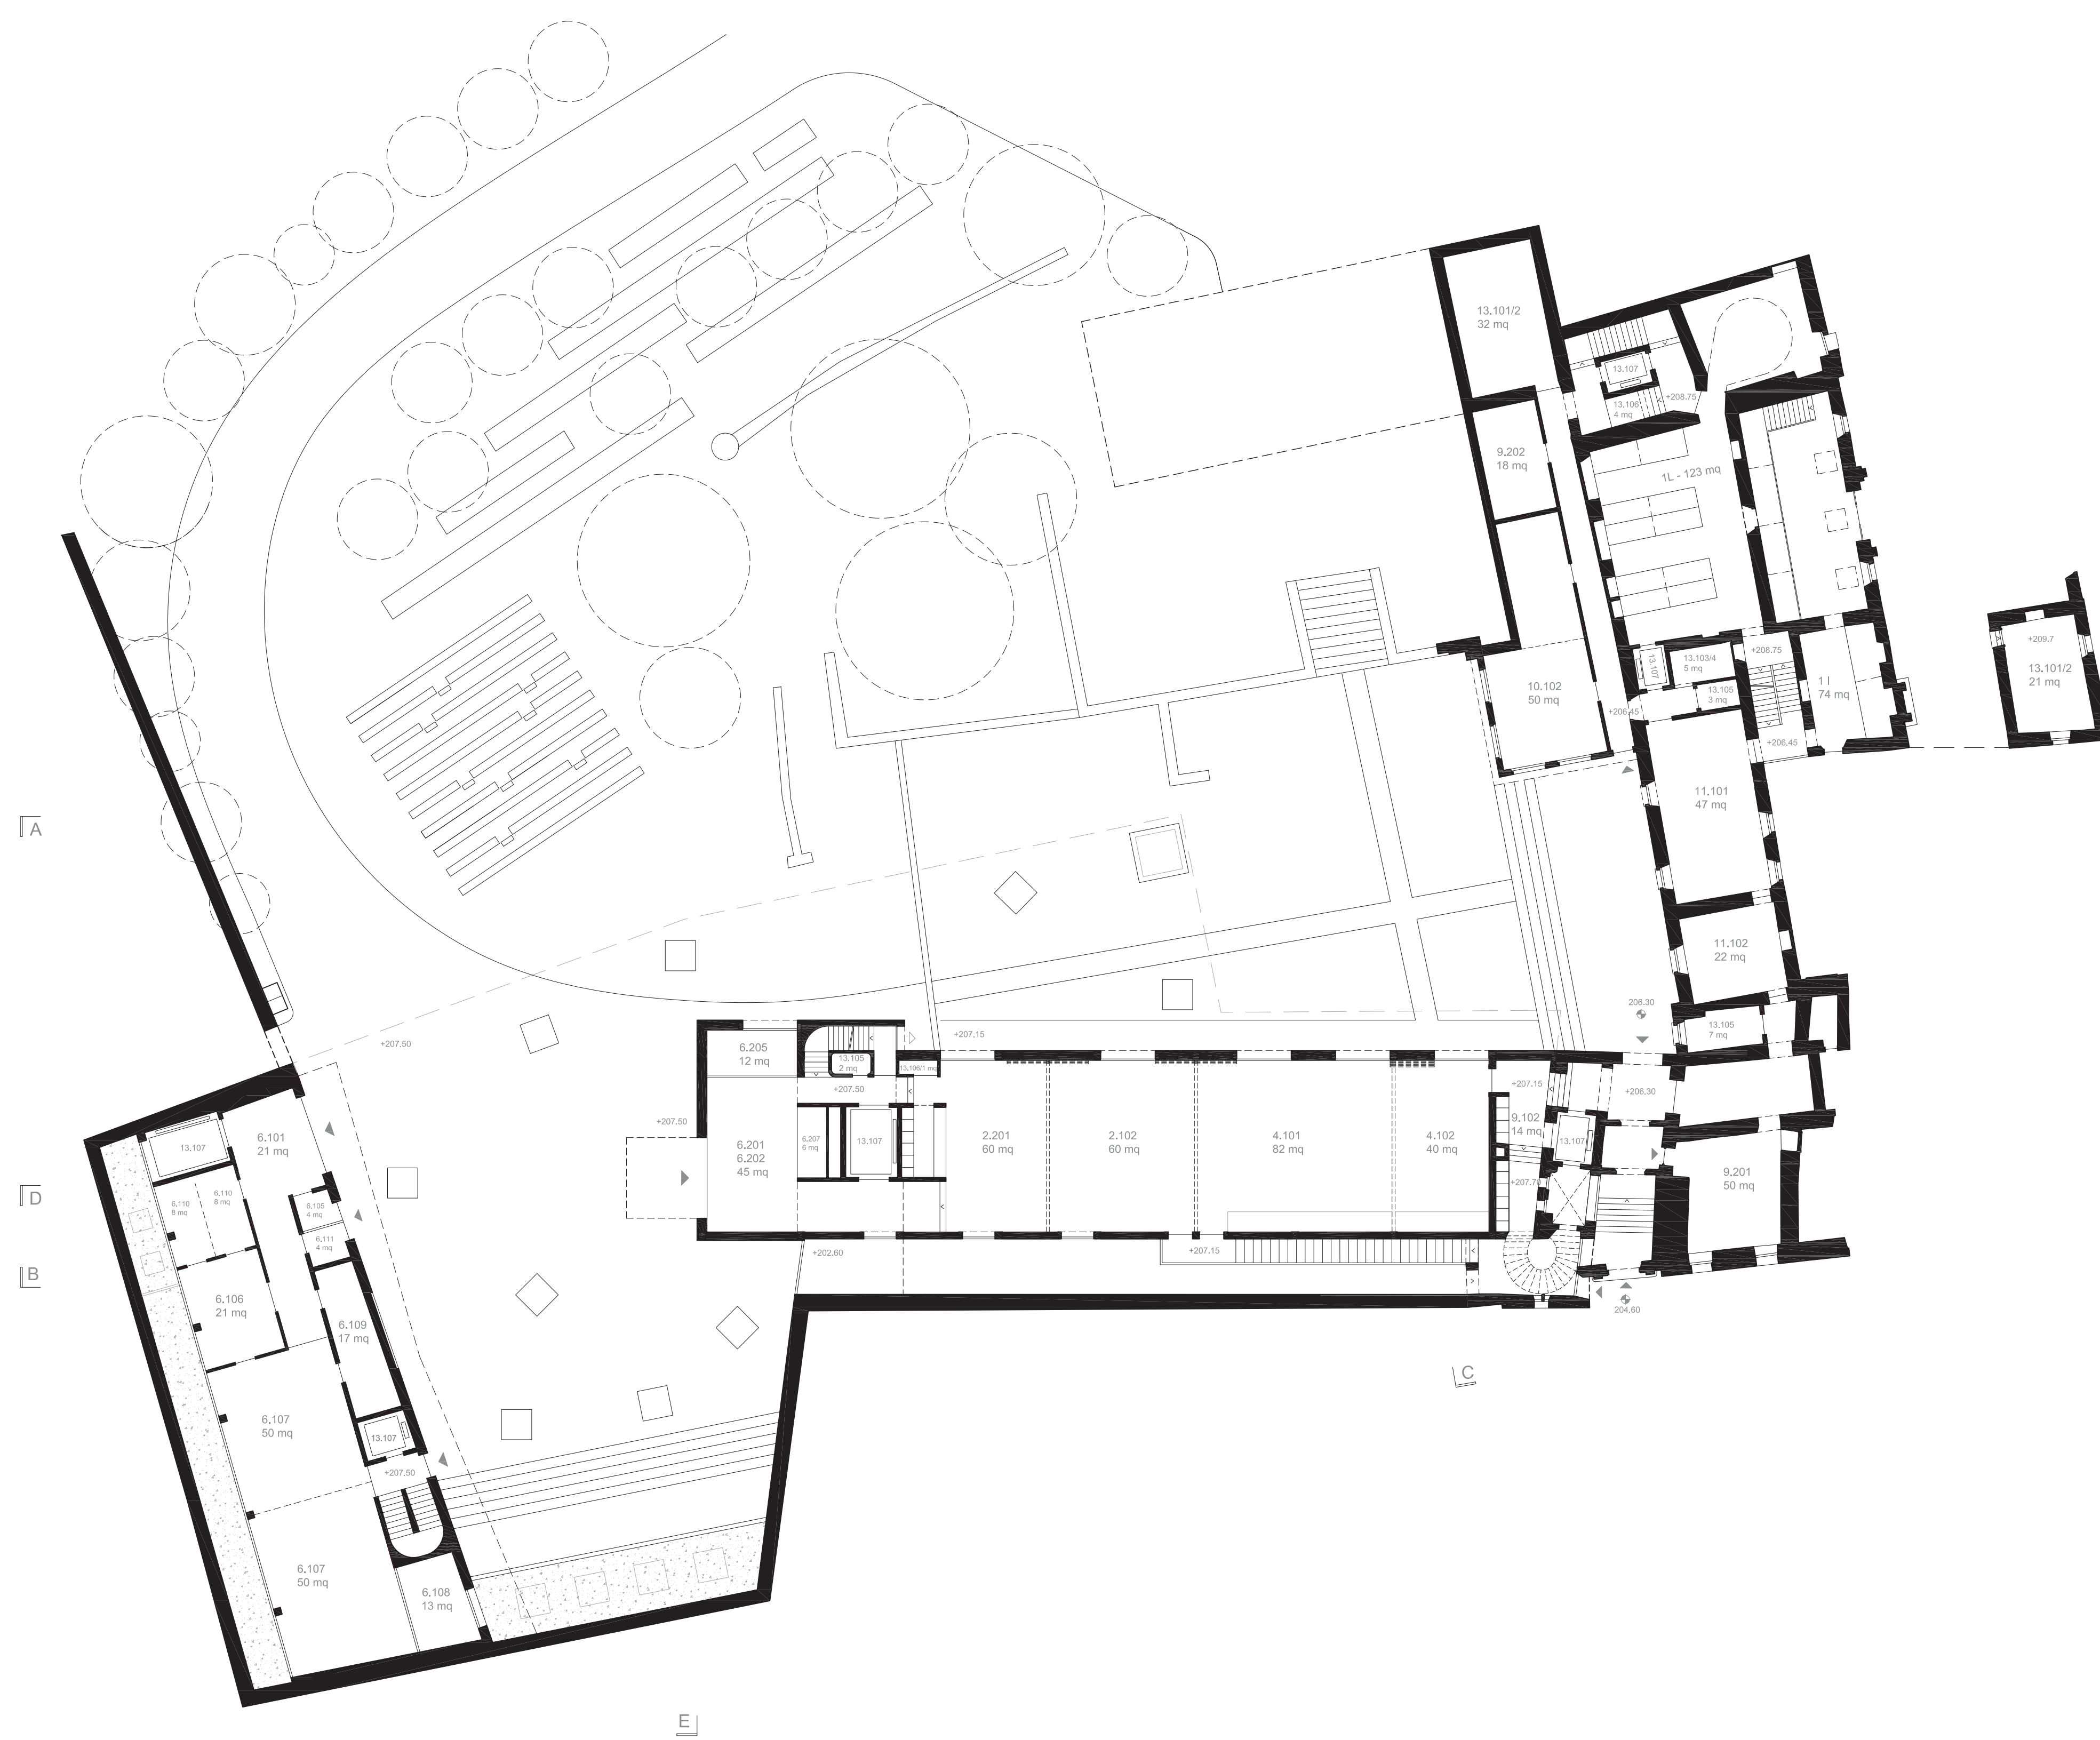 13.101/2
32 mq
13.107
13.106
4 mq
+208.75
9.202
18 mq
1L - 123 mq
+209.7
13.101/2
21 mq
13.107
13.103/4
5 mq
+208.75
13.105
3 mq
1 l
74 mq
10.102
50 mq
+206.45
+206.45
11.101
47 mq
A
11.102
22 mq
206.30
13.105
7 mq
+207.15
+207.50
6.205
12 mq
13.105
2 mq
13.106/1 mq
+207.50
+207.15
+206.30
+207.50
9.102
14 mq
6.101
21 mq
13.107
6.201
6.202
45 mq
6.207
6 mq
13.107
2.201
60 mq
2.102
60 mq
4.101
82 mq
4.102
40 mq
13.107
9.201
50 mq
+207.70
D
6.110
8 mq
6.110
8 mq
6.105
4 mq
6.111
4 mq
+202.60
+207.15
B
6.106
21 mq
204.60
6.109
17 mq
C
6.107
50 mq
13.107
+207.50
6.107
50 mq
6.108
13 mq
E